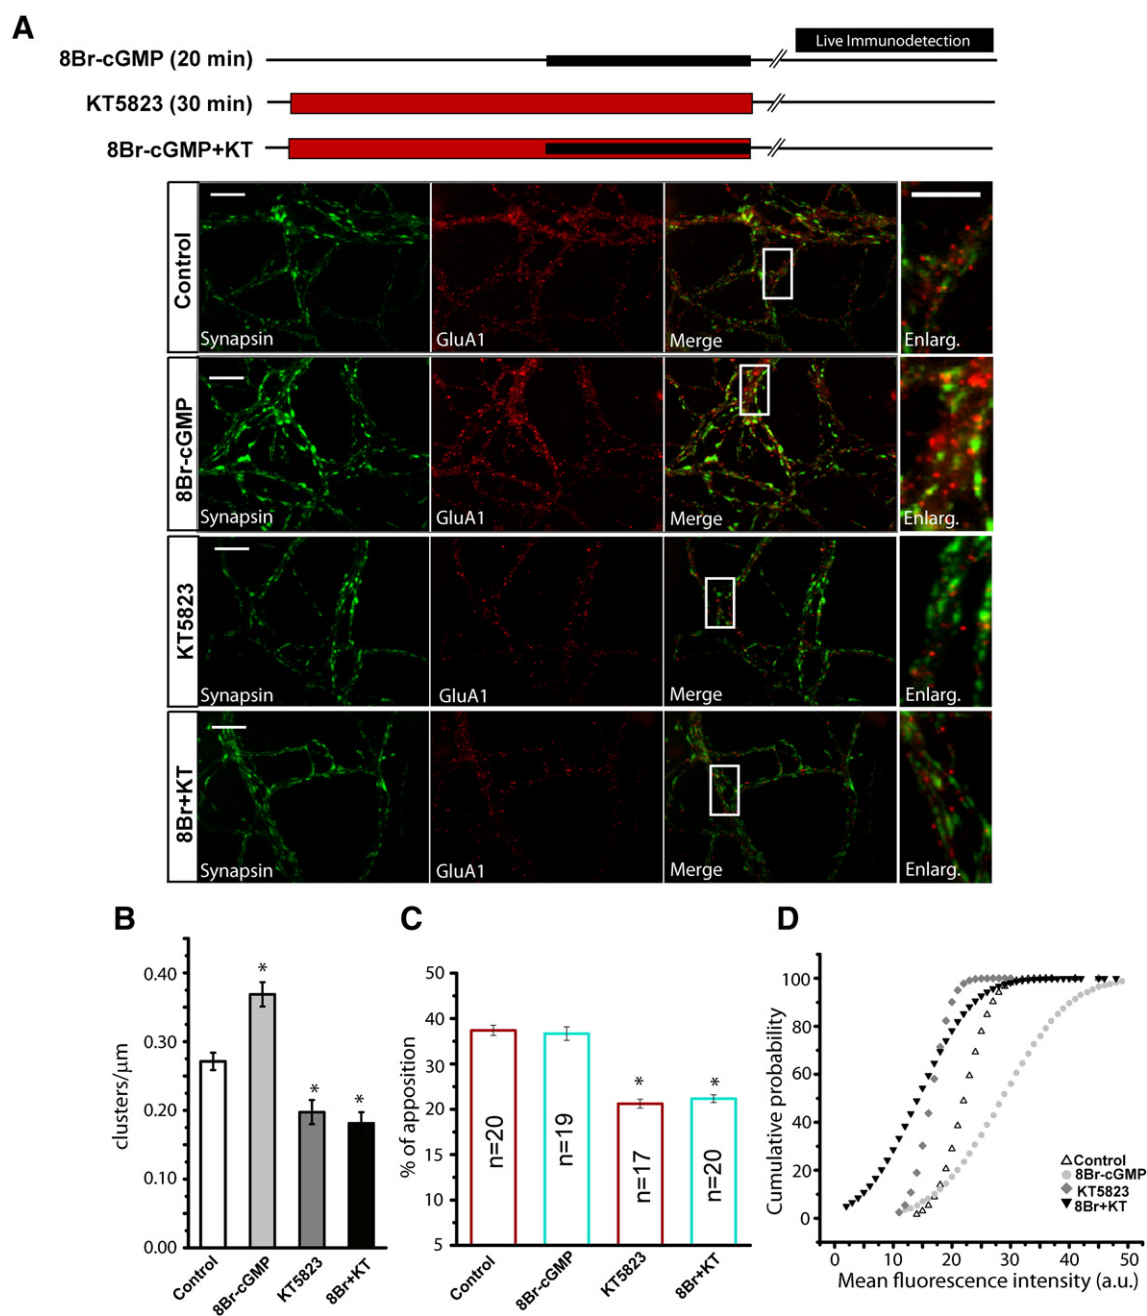 A
Live Immunodetection
8Br-cGMP (20 min)
KT5823 (30 min)
8Br-cGMP+KT
Control
Synapsin
GluA1
Merge
Enlarg.
8Br-cGMP
Synapsin
GluA1
Merge
Enlarg.
KT5823
Synapsin
GluA1
Merge
Enlarg.
8Br+KT
Synapsin
GluA1
Merge
Enlarg.
B
clusters/μm
0.40
0.30
0.20
0.10
0.00
*
*
*
Control
8Br-cGMP
KT5823
8Br+KT
C
% of apposition
50
40
30
20
15
10
5
*
*
n=20
n=19
n=17
n=20
Control
8Br-cGMP
KT5823
8Br+KT
D
Cumulative probability
100
80
60
40
20
0
Control
8Br-cGMP
KT5823
8Br+KT
0 10 20 30 40 50
Mean fluorescence intensity (a.u.)